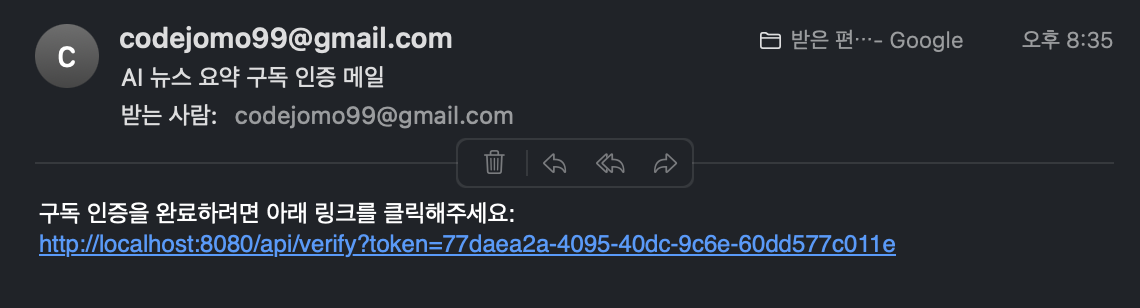 C
codejomo99@gmail.com
받은 편…- Google
오후 8:35
AI 뉴스 요약 구독 인증 메일
받는 사람: codejomo99@gmail.com
구독 인증을 완료하려면 아래 링크를 클릭해주세요:
http://localhost:8080/api/verify?token=77daea2a-4095-40dc-9c6e-60dd577c011e